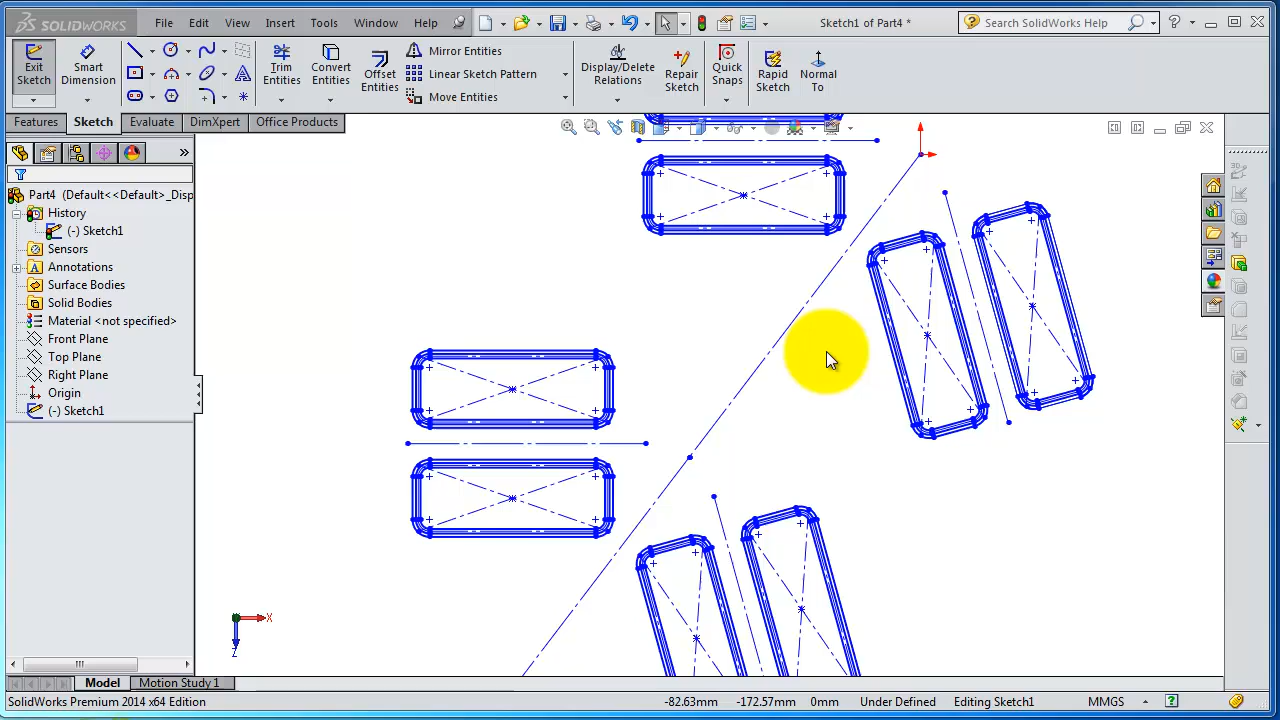 SOLIDWORKS File Edit View Insert Tools Window Help Sketch1 of Part4 * Search SolidWorks Help
Exit Sketch
Smart Dimension
Trim Entities
Convert Entities
Offset Entities
Mirror Entities
Linear Sketch Pattern
Move Entities
Display/Delete Relations
Repair Sketch
Quick Snaps
Rapid Sketch
Normal To
Features Sketch Evaluate DimXpert Office Products
Part4 (Default<<Default>_Disp
History
(-) Sketch1
Sensors
Annotations
Surface Bodies
Solid Bodies
Material <not specified>
Front Plane
Top Plane
Right Plane
Origin
(-) Sketch1
X
Z
Model Motion Study 1
SolidWorks Premium 2014 x64 Edition -82.63mm -172.57mm 0mm Under Defined Editing Sketch1 MMGS